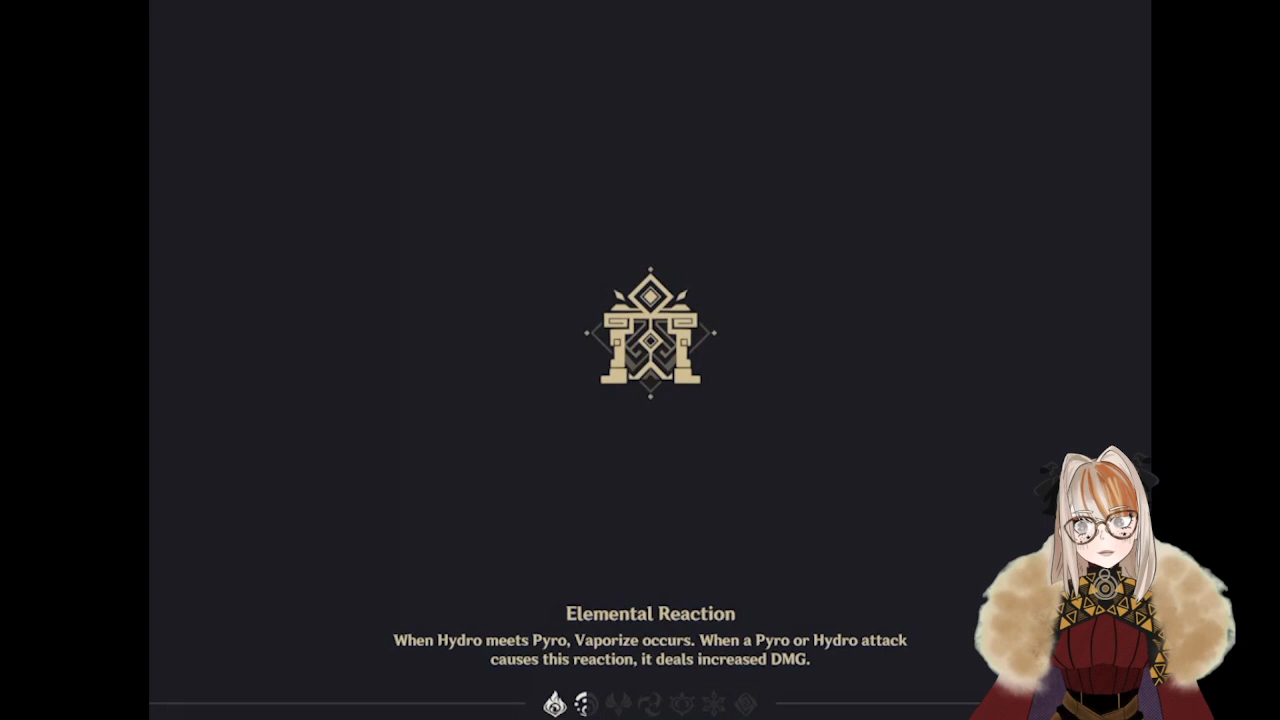 Elemental Reaction
When Hydro meets Pyro, Vaporize occurs. When a Pyro or Hydro attack
causes this reaction, it deals increased DMG.